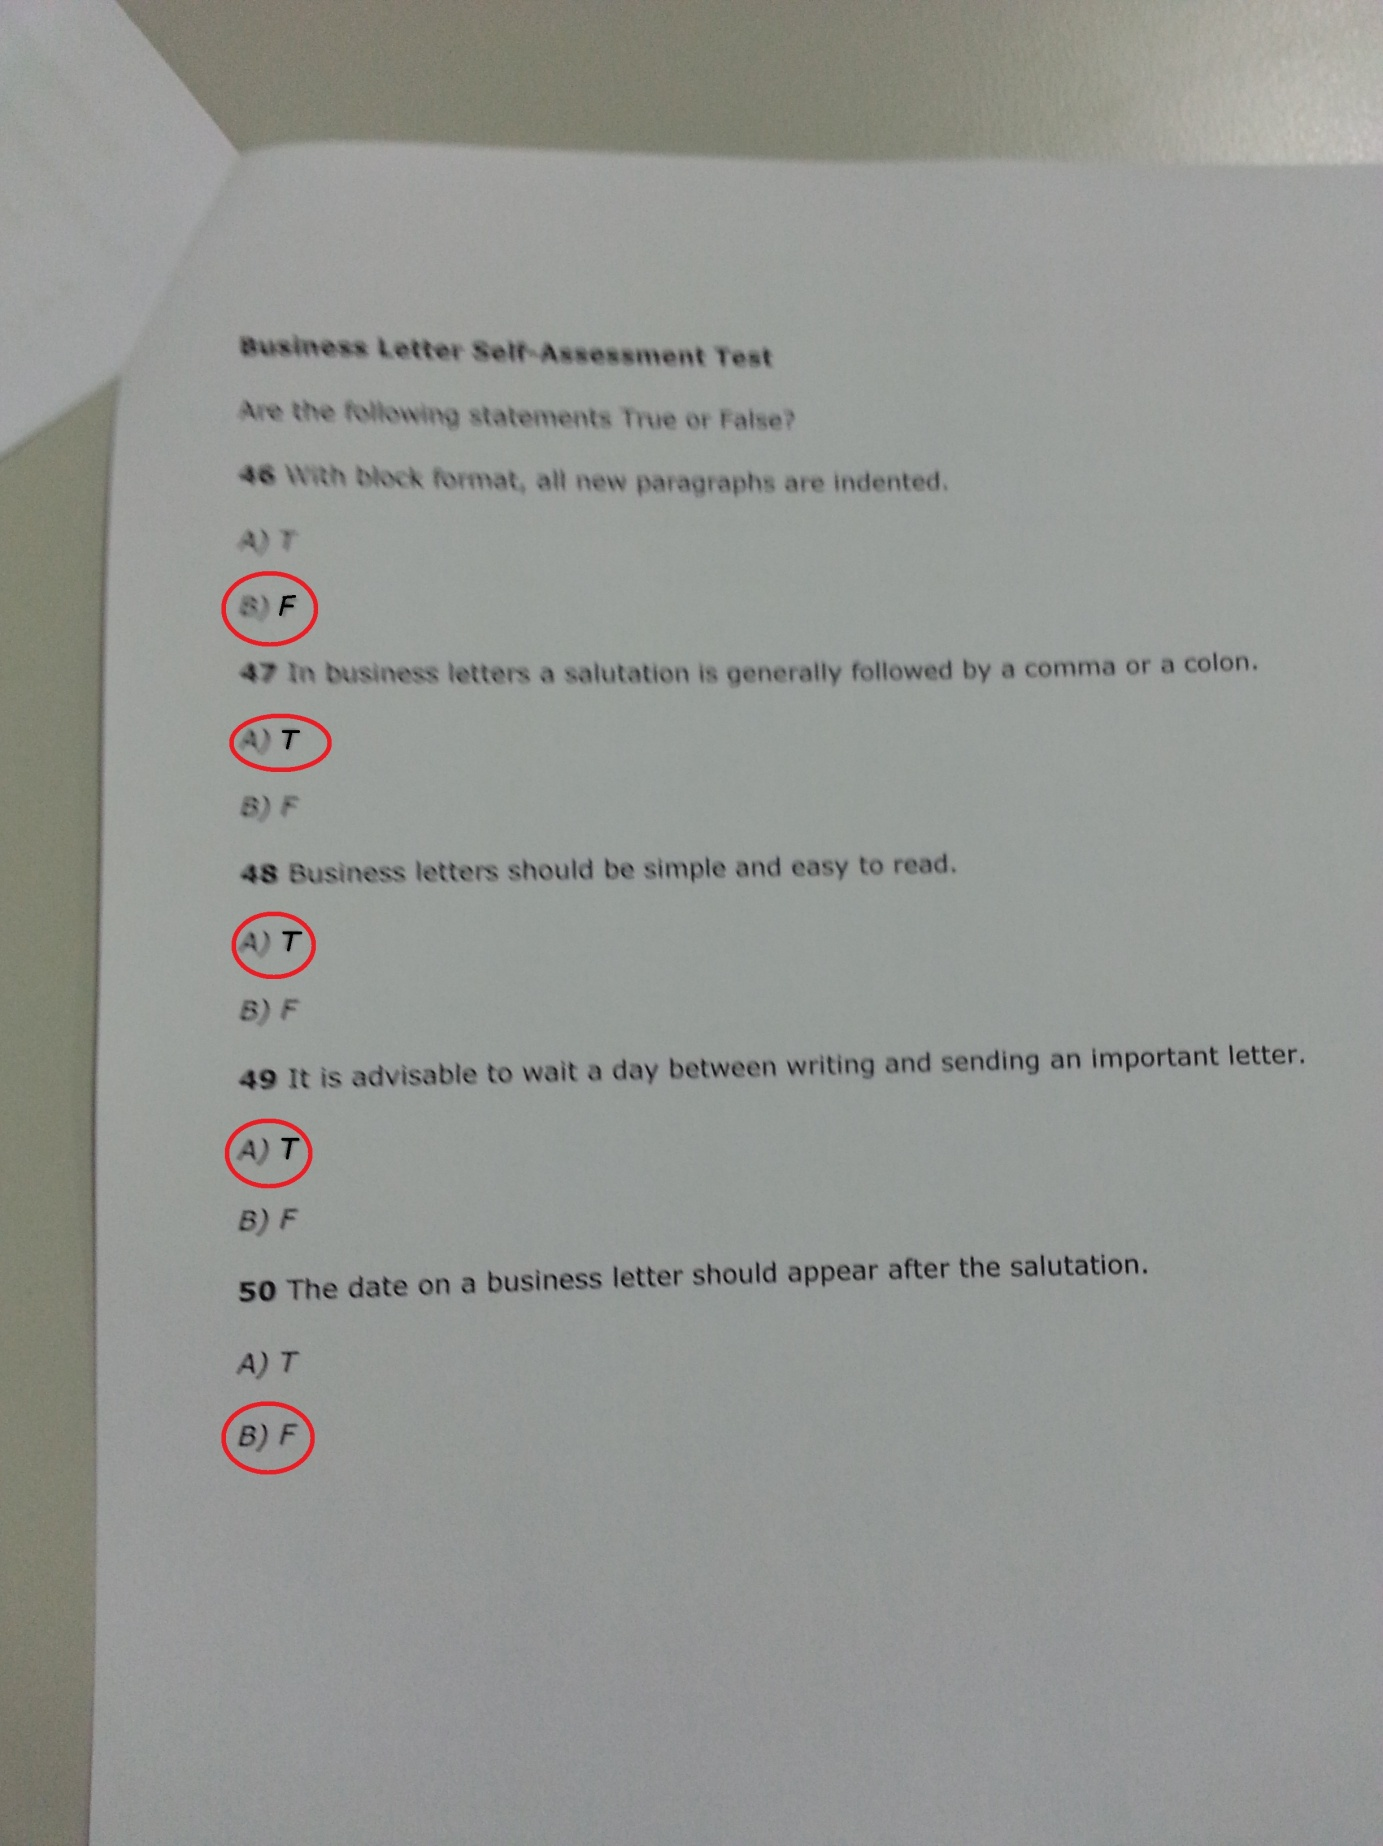 Business Letter Self-Assessment Test
Are the following statements True or False?
46 With block format, all new paragraphs are indented.
A) T
B) F
47 In business letters a salutation is generally followed by a comma or a colon.
A) T
B) F
48 Business letters should be simple and easy to read.
A) T
B) F
49 It is advisable to wait a day between writing and sending an important letter.
A) T
B) F
50 The date on a business letter should appear after the salutation.
A) T
B) F